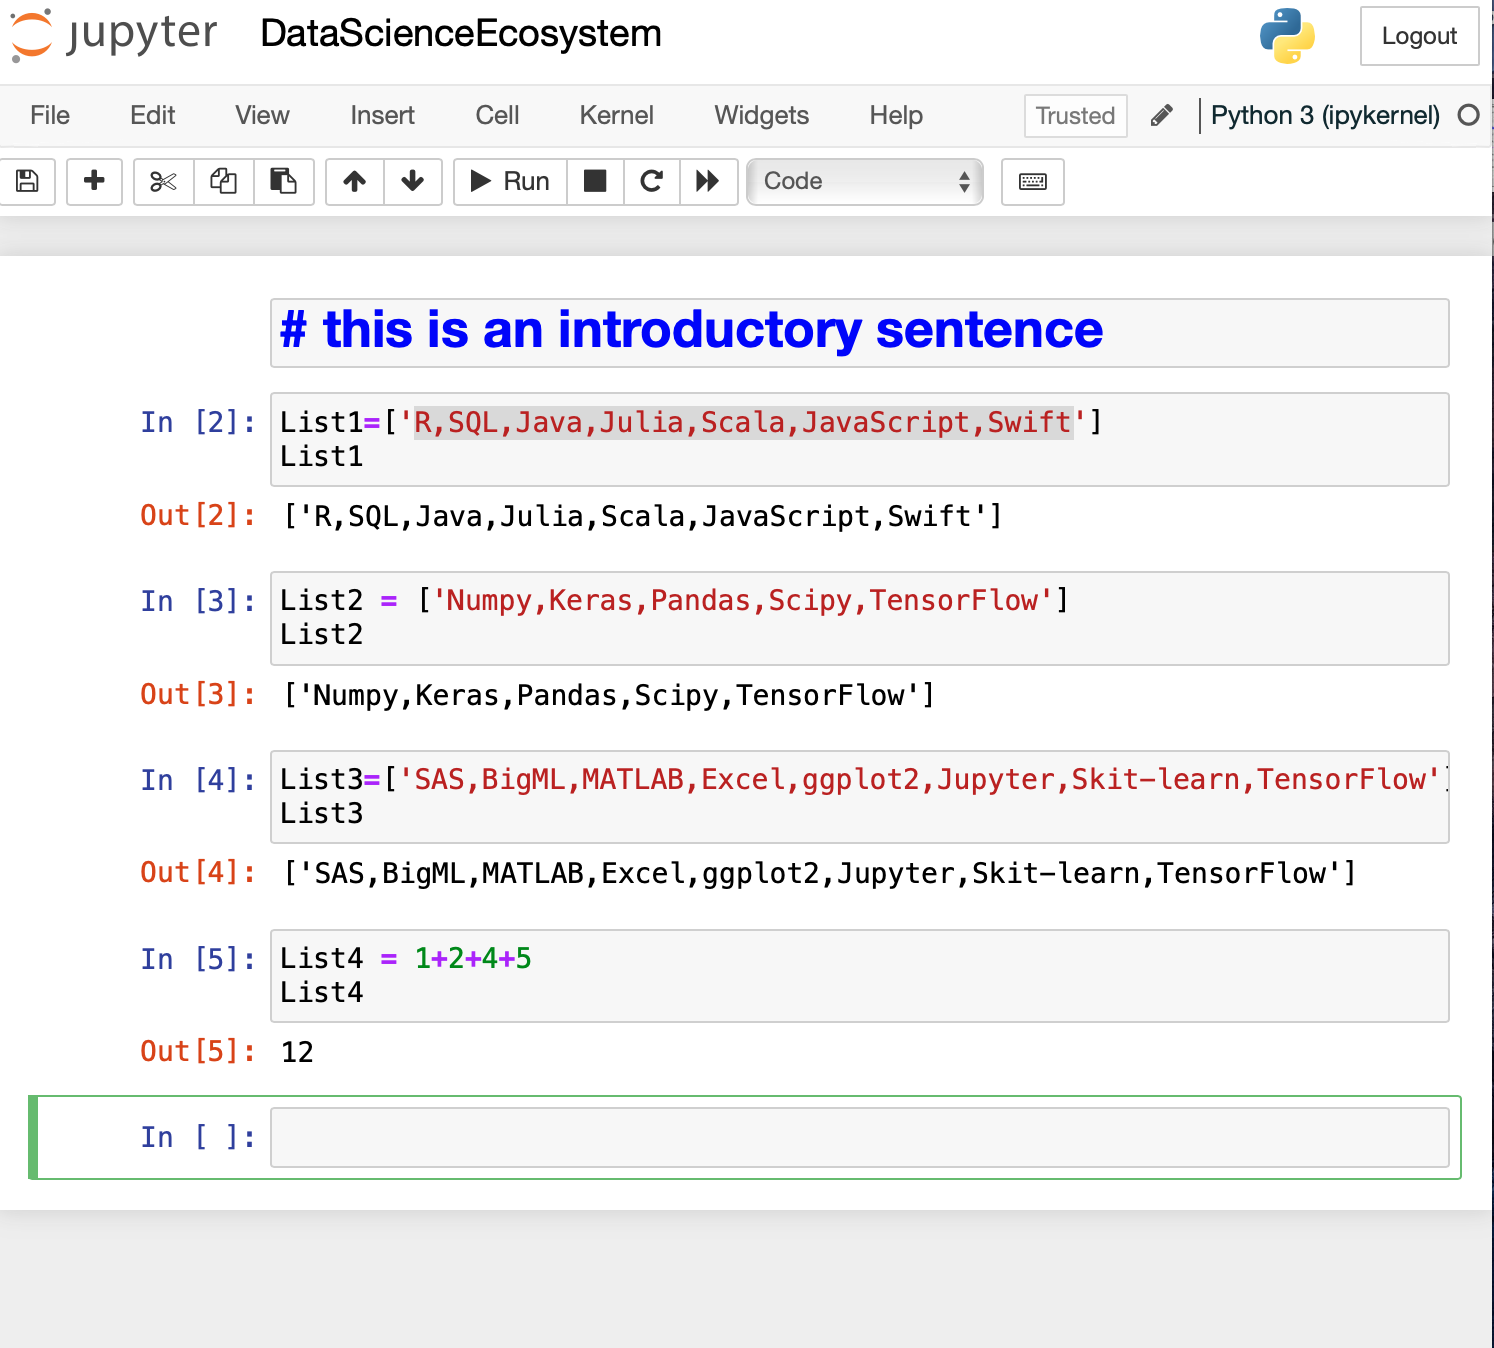 jupyter DataScienceEcosystem Logout
File Edit View Insert Cell Kernel Widgets Help Trusted Python 3 (ipykernel)
Run Code
# this is an introductory sentence
In [2]: List1=['R,SQL,Java,Julia,Scala,JavaScript,Swift']
List1
Out[2]: ['R,SQL,Java,Julia,Scala,JavaScript,Swift']
In [3]: List2 = ['Numpy,Keras,Pandas,Scipy,TensorFlow']
List2
Out[3]: ['Numpy,Keras,Pandas,Scipy,TensorFlow']
In [4]: List3=['SAS,BigML,MATLAB,Excel,ggplot2,Jupyter,Skit-learn,TensorFlow']
List3
Out[4]: ['SAS,BigML,MATLAB,Excel,ggplot2,Jupyter,Skit-learn,TensorFlow']
In [5]: List4 = 1+2+4+5
List4
Out[5]: 12
In [ ]: